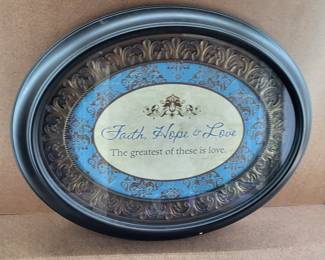 Faith, Hope & Love
The greatest of these is love.